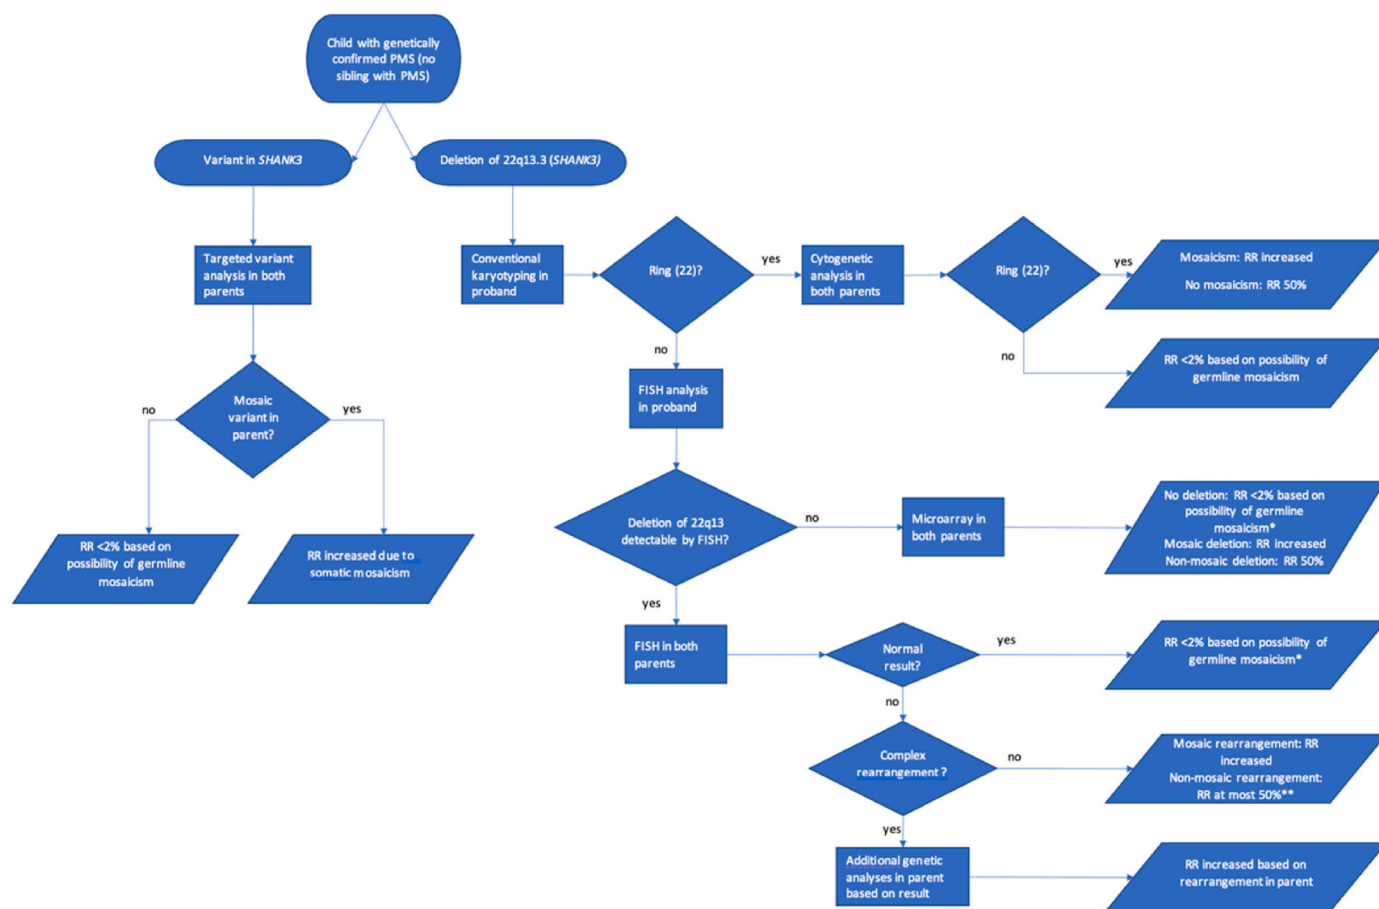 Child with genetically
confirmed PMS (no
sibling with PMS)
Variant in SHANK3
Deletion of 22q13.3 (SHANK3)
Targeted variant
analysis in both
parents
Conventional
karyotyping in
proband
Ring (22)?
yes
Cytogenetic
analysis in
both parents
Ring (22)?
yes
Mosaicism: RR increased
No mosaicism: RR 50%
no
no
RR <2% based on possibility of
germline mosaicism
FISH analysis
in proband
Mosaic
variant in
parent?
no
yes
RR <2% based on
possibility of germline
mosaicism
RR increased due to
somatic mosaicism
Deletion of 22q13
detectable by FISH?
no
Microarray in
both parents
No deletion: RR <2% based on
possibility of germline
mosaicism*
Mosaic deletion: RR increased
Non-mosaic deletion: RR 50%
yes
FISH in both
parents
Normal
result?
yes
RR <2% based on possibility of
germline mosaicism*
no
Complex
rearrangement ?
no
Mosaic rearrangement: RR
increased
Non-mosaic rearrangement:
RR at most 50%**
yes
Additional genetic
analyses in parent
based on result
RR increased based on
rearrangement in parent